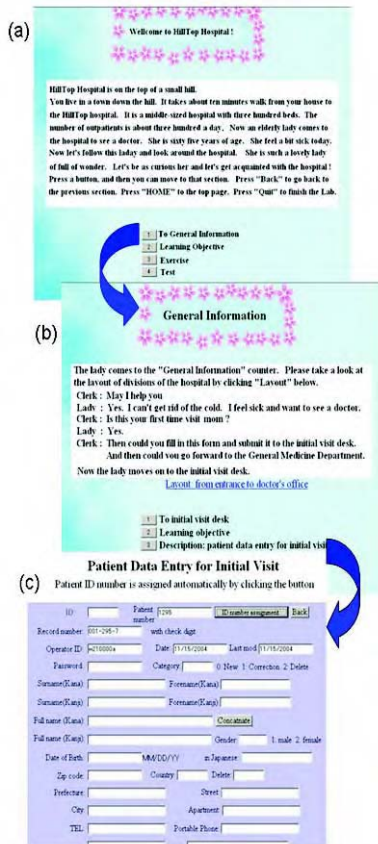 (a)
Wellcome to HillTop Hospital !
HillTop Hospital is on the top of a small hill.
You live in a town down the hill. It takes about ten minutes walk from your house to
the HillTop hospital. It is a middle-sized hospital with three hundred beds. The
number of outpatients is about three hundred a day. Now an elderly lady comes to
the hospital to see a doctor. She is sixty five years of age. She feel a bit sick today.
Now let's follow this laday and look around the hospital. She is such a lovely lady
of full of wonder. Let's be as curious her and let's get acquainted with the hospital !
Press a button, and then you can move to that section. Press "Back" to go back to
the previous section. Press "HOME" to the top page. Press "Quit" to finish the Lab.
1 To General Information
2 Learning Objective
3 Exercise
4 Test
(b)
General Information
The lady comes to the "General Information" counter. Please take a look at
the layout of divisions of the hospital by clicking "Layout" below.
Clerk : May I help you
Lady : Yes. I can't get rid of the cold. I feel sick and want to see a doctor.
Clerk : Is this your first time visit mom ?
Lady : Yes.
Clerk : Then could you fill in this form and submit it to the initial visit desk.
And then could you go forward to the General Medicine Department.
Now the lady moves on to the initial visit desk.
Layout from entrance to doctor's office
1 To initial visit desk
2 Learning objective
3 Description: patient data entry for initial visit
Patient Data Entry for Initial Visit
(c) Patient ID number is assigned automatically by clicking the button
ID Patient number 1295 ID number assignment Back
Record number 001-295-7 with check digit
Operator ID Date 11/15/2004 Last mod 11/15/2004
Password Category 0 New 1 Correction 2 Delete
Surname(Kana) Forename(Kana)
Surname(Kanji) Forename(Kanji)
Full name (Kana) Concatnate
Full name (Kanji) Gender 1 male 2 female
Date of Birth MM/DD/YY in Japanese
Zip code Country Delete
Prefecture Street
City Apartment
TEL Portable Phone